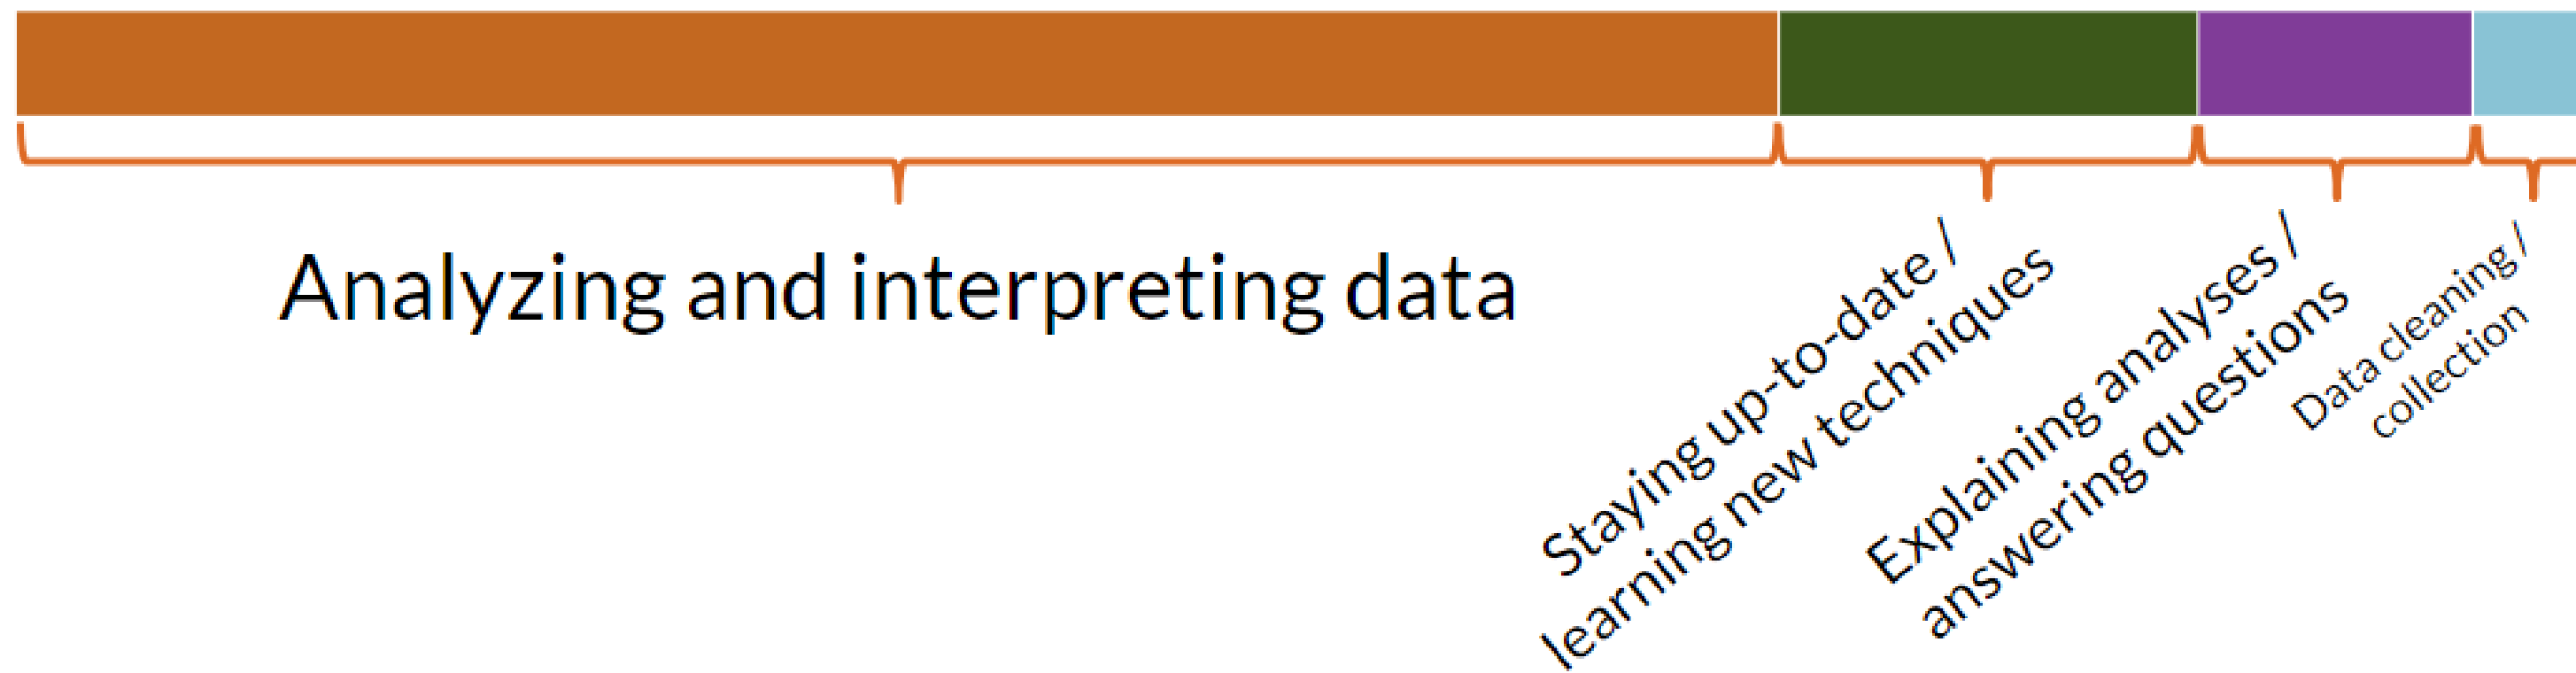 Analyzing and interpreting data
Staying up-to-date /
learning new techniques
Explaining analyses /
answering questions
Data cleaning /
collection